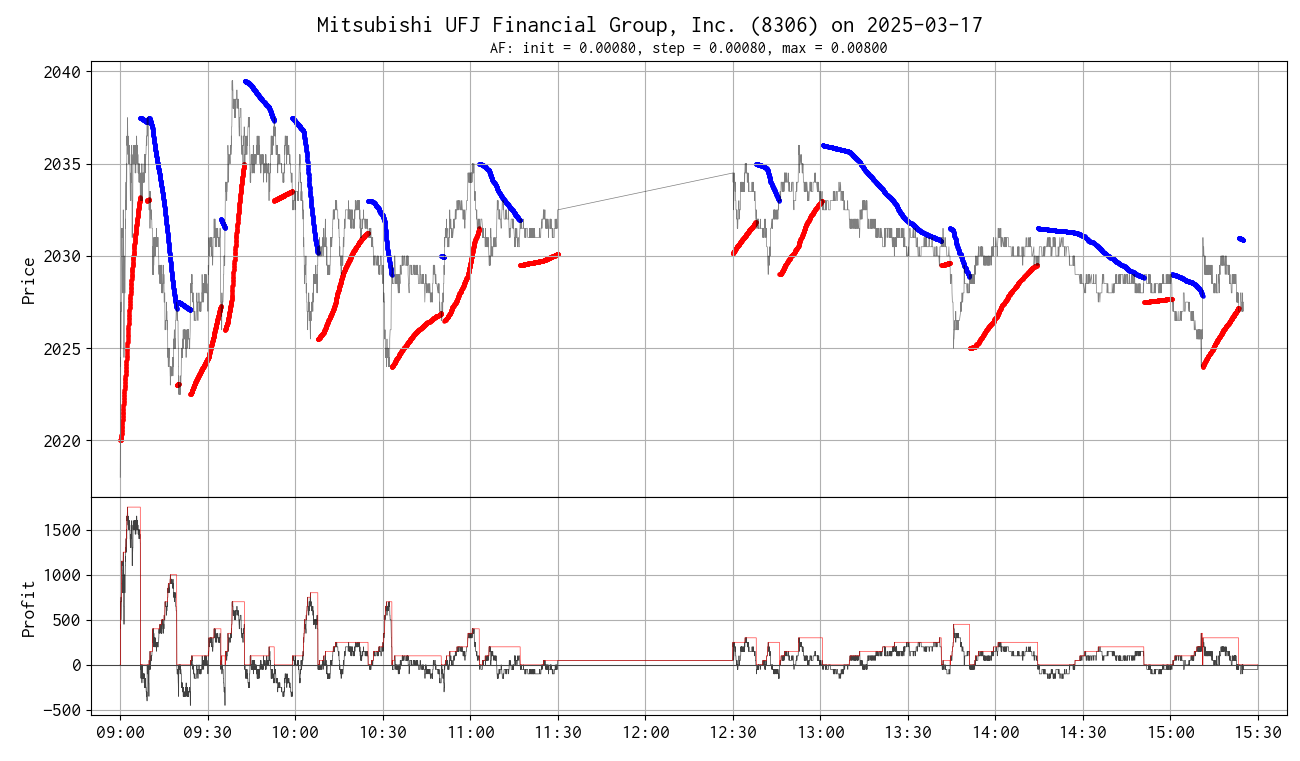 Mitsubishi UFJ Financial Group, Inc. (8306) on 2025-03-17
AF: init = 0.00080, step = 0.00080, max = 0.00800
Price
2040
2035
2030
2025
2020
Profit
1500
1000
500
0
−500
09:00 09:30 10:00 10:30 11:00 11:30 12:00 12:30 13:00 13:30 14:00 14:30 15:00 15:30